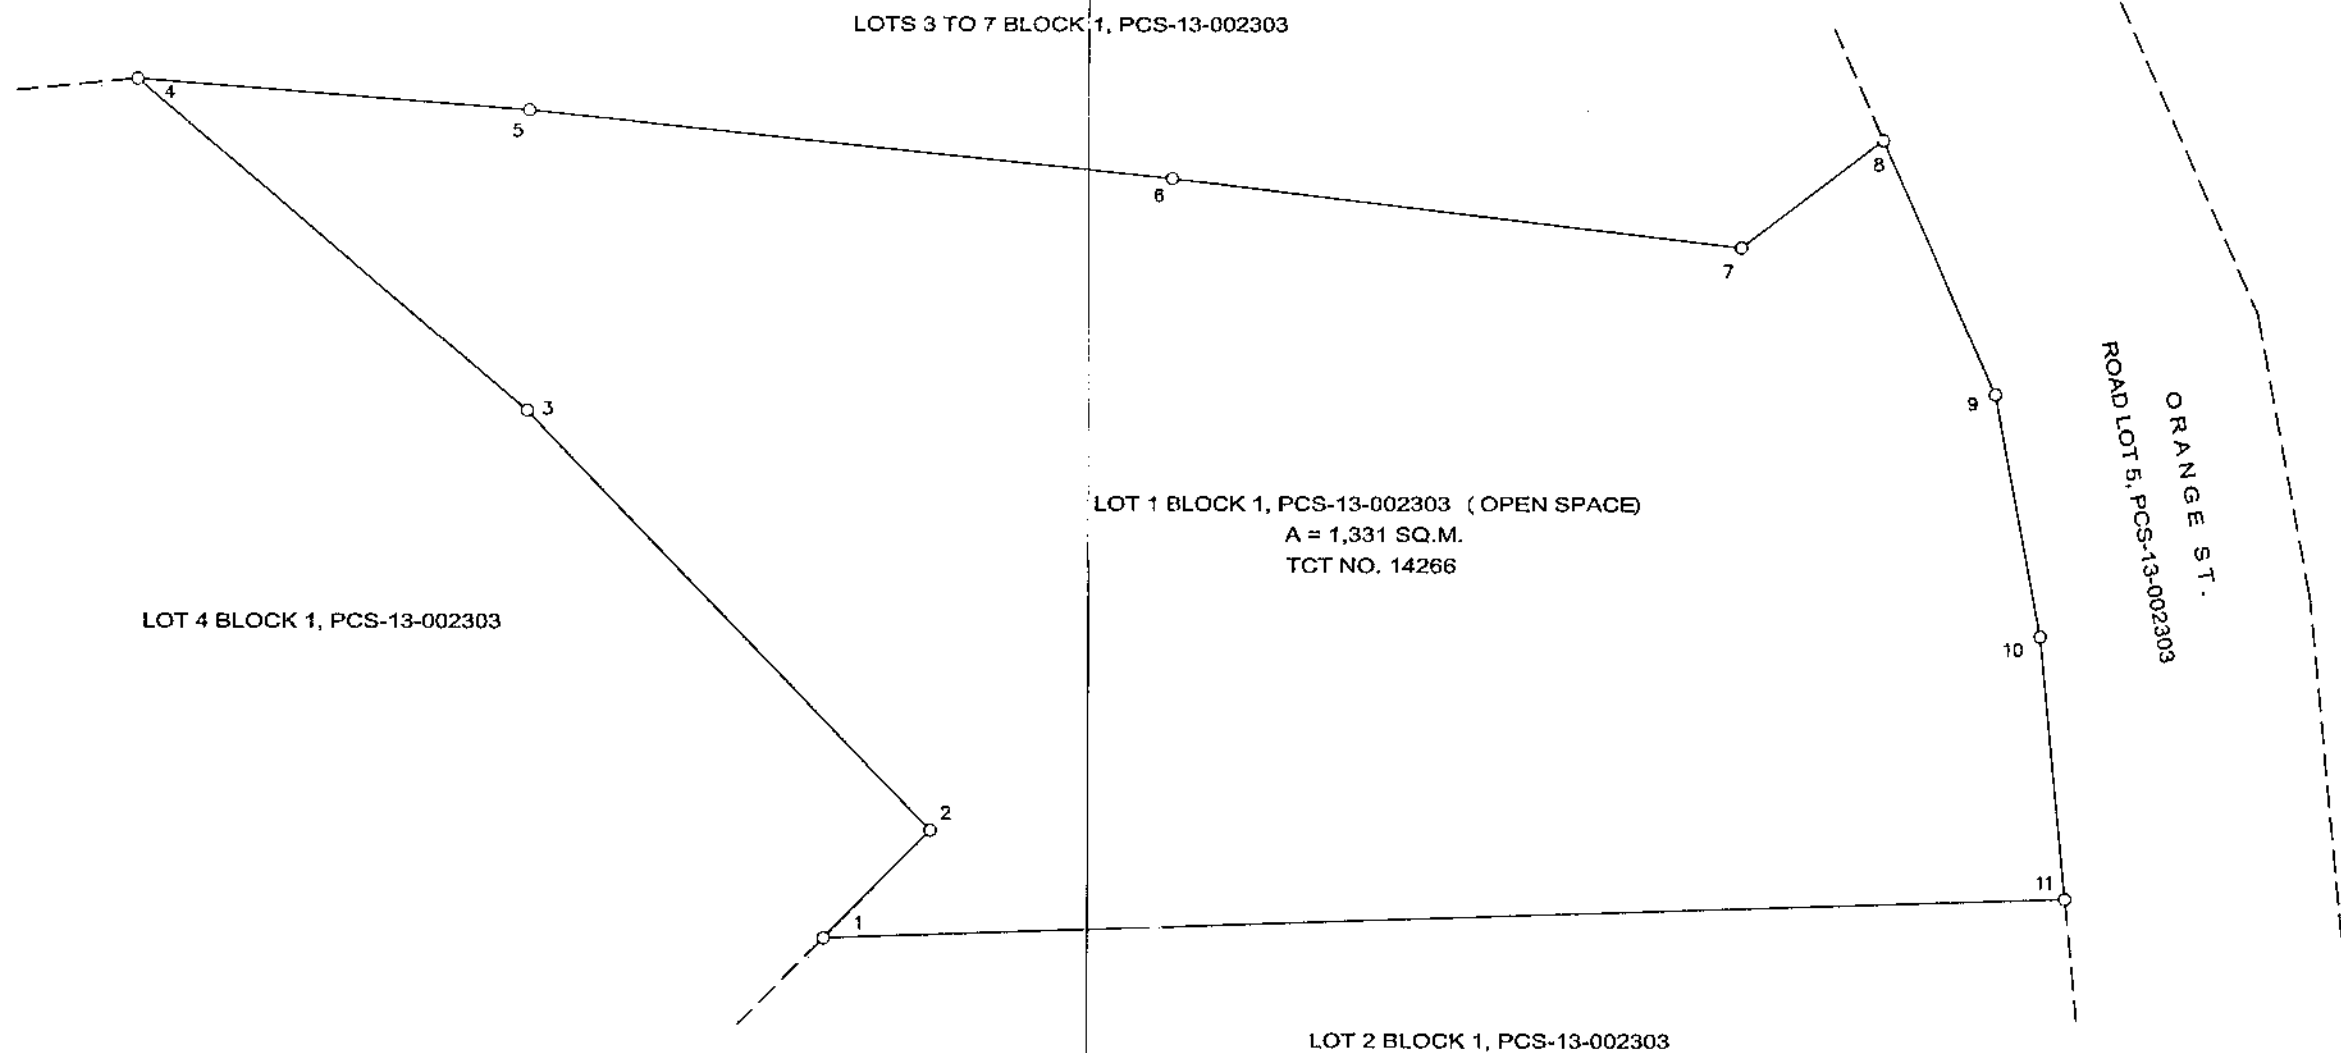 LOTS 3 TO 7 BLOCK 1, PCS-13-002303
4
5
6
7
8
3
9
ORANGE ST.
ROAD LOT 5, PCS-13-002303
LOT 1 BLOCK 1, PCS-13-002303 ( OPEN SPACE)
A = 1,331 SQ.M.
TCT NO. 14266
LOT 4 BLOCK 1, PCS-13-002303
10
2
11
1
LOT 2 BLOCK 1, PCS-13-002303